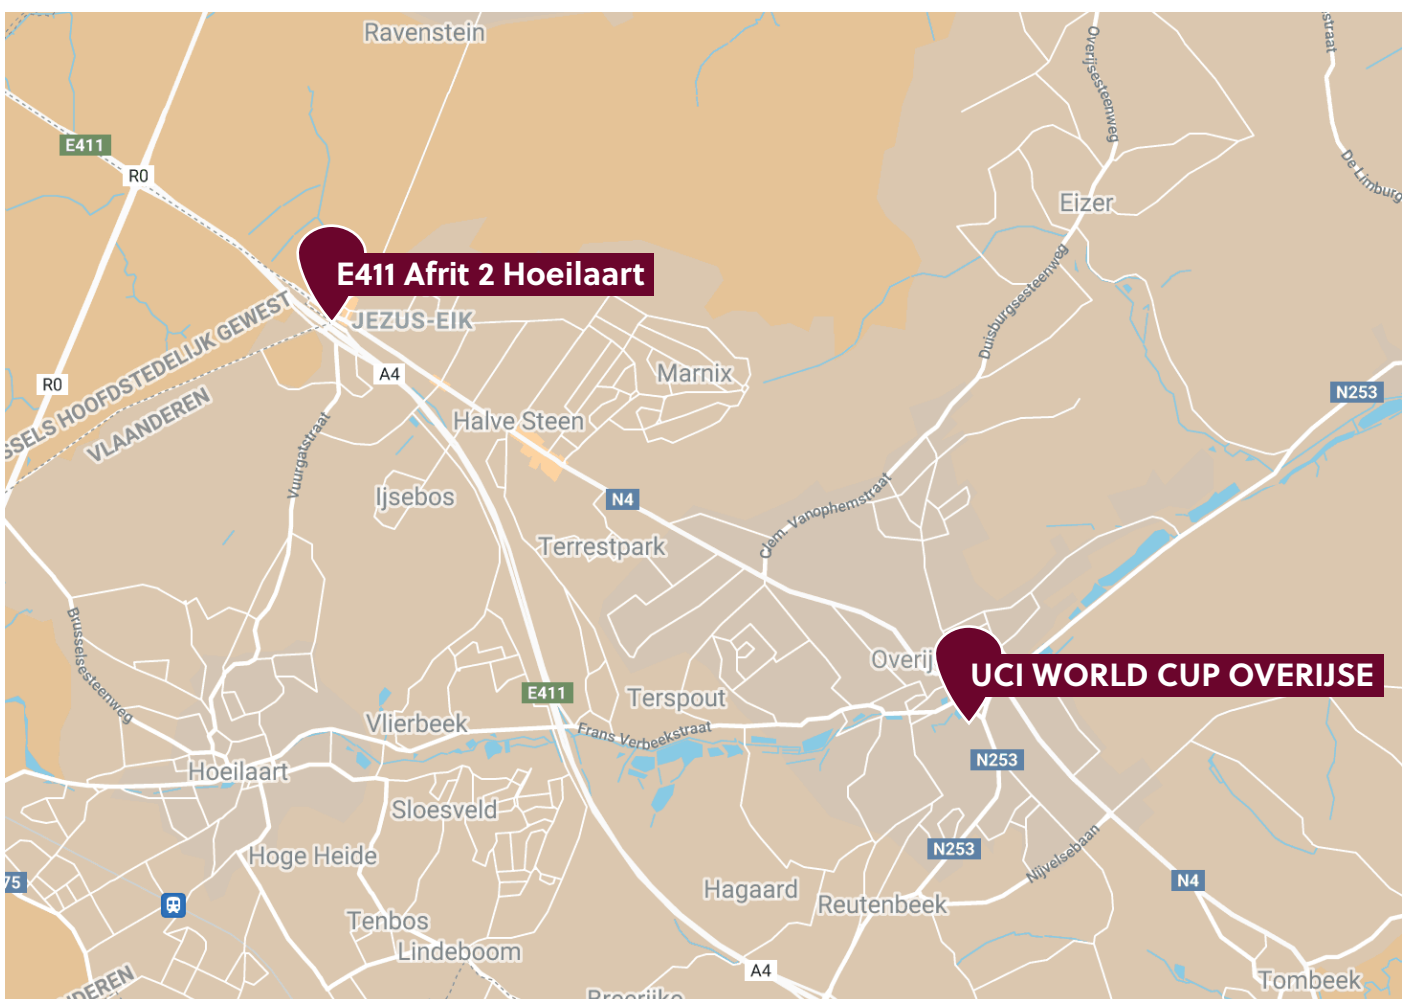 Ravenstein
Overijsesteenweg
straat
E411
R0
De Limburg
Eizer
E411 Afrit 2 Hoeilaart
Duisburgsesteenweg
JEZUS-EIK
SSELS HOOFDSTEDELIJK GEWEST
VLAANDEREN
R0
A4
Marnix
N253
Halve Steen
Vuurgatstraat
Ijsebos
N4
Clem. Vanophemstraat
Terrestpark
Brusselsesteenweg
Overij
UCI WORLD CUP OVERIJSE
E411
Terspout
Vlierbeek
Frans Verbeekstraat
Hoeilaart
N253
Sloesveld
Hoge Heide
N253
Nijvelsebaan
75
N4
Hagaard
Reutenbeek
Tenbos
Lindeboom
A4
NDEREN
Tombeek